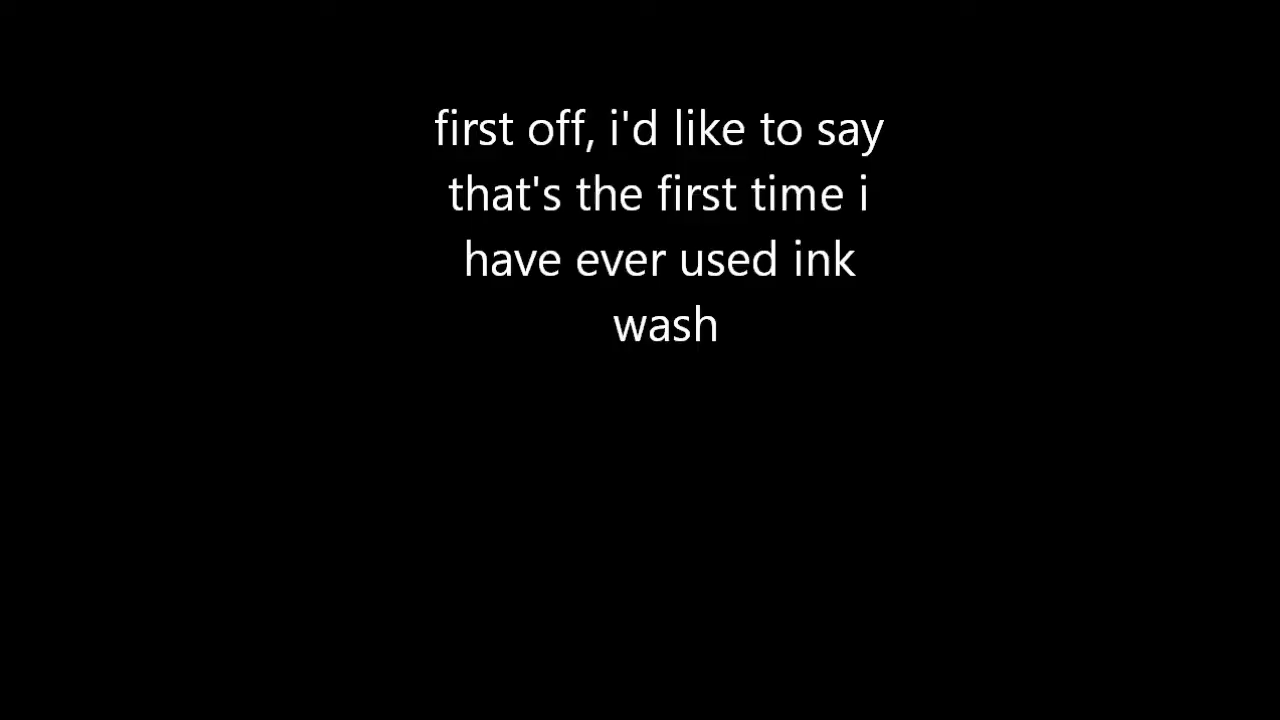 first off, i'd like to say
that's the first time i
have ever used ink
wash